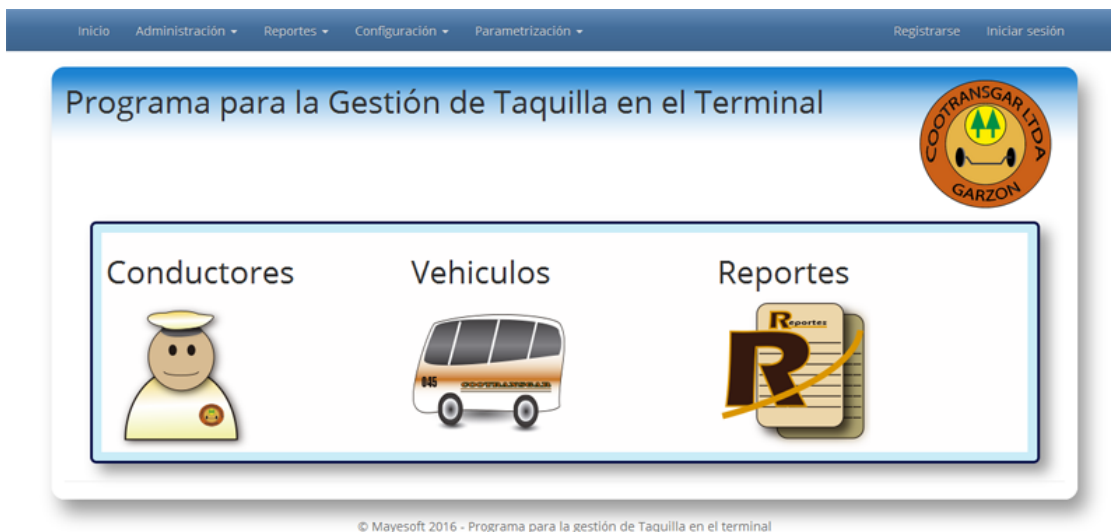 Inicio Administración Reportes Configuración Parametrización Registrarse Iniciar sesión
Programa para la Gestión de Taquilla en el Terminal
COOTRANSGAR LTDA
GARZON
Conductores Vehiculos Reportes
Reportes
R
045 COOTRANSGAR
© Mayesoft 2016 - Programa para la gestión de Taquilla en el terminal